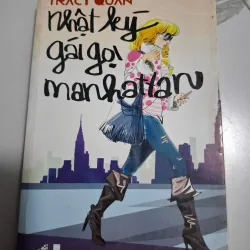 TRACY QUAN
nhật ký
gái gọi
manhattan